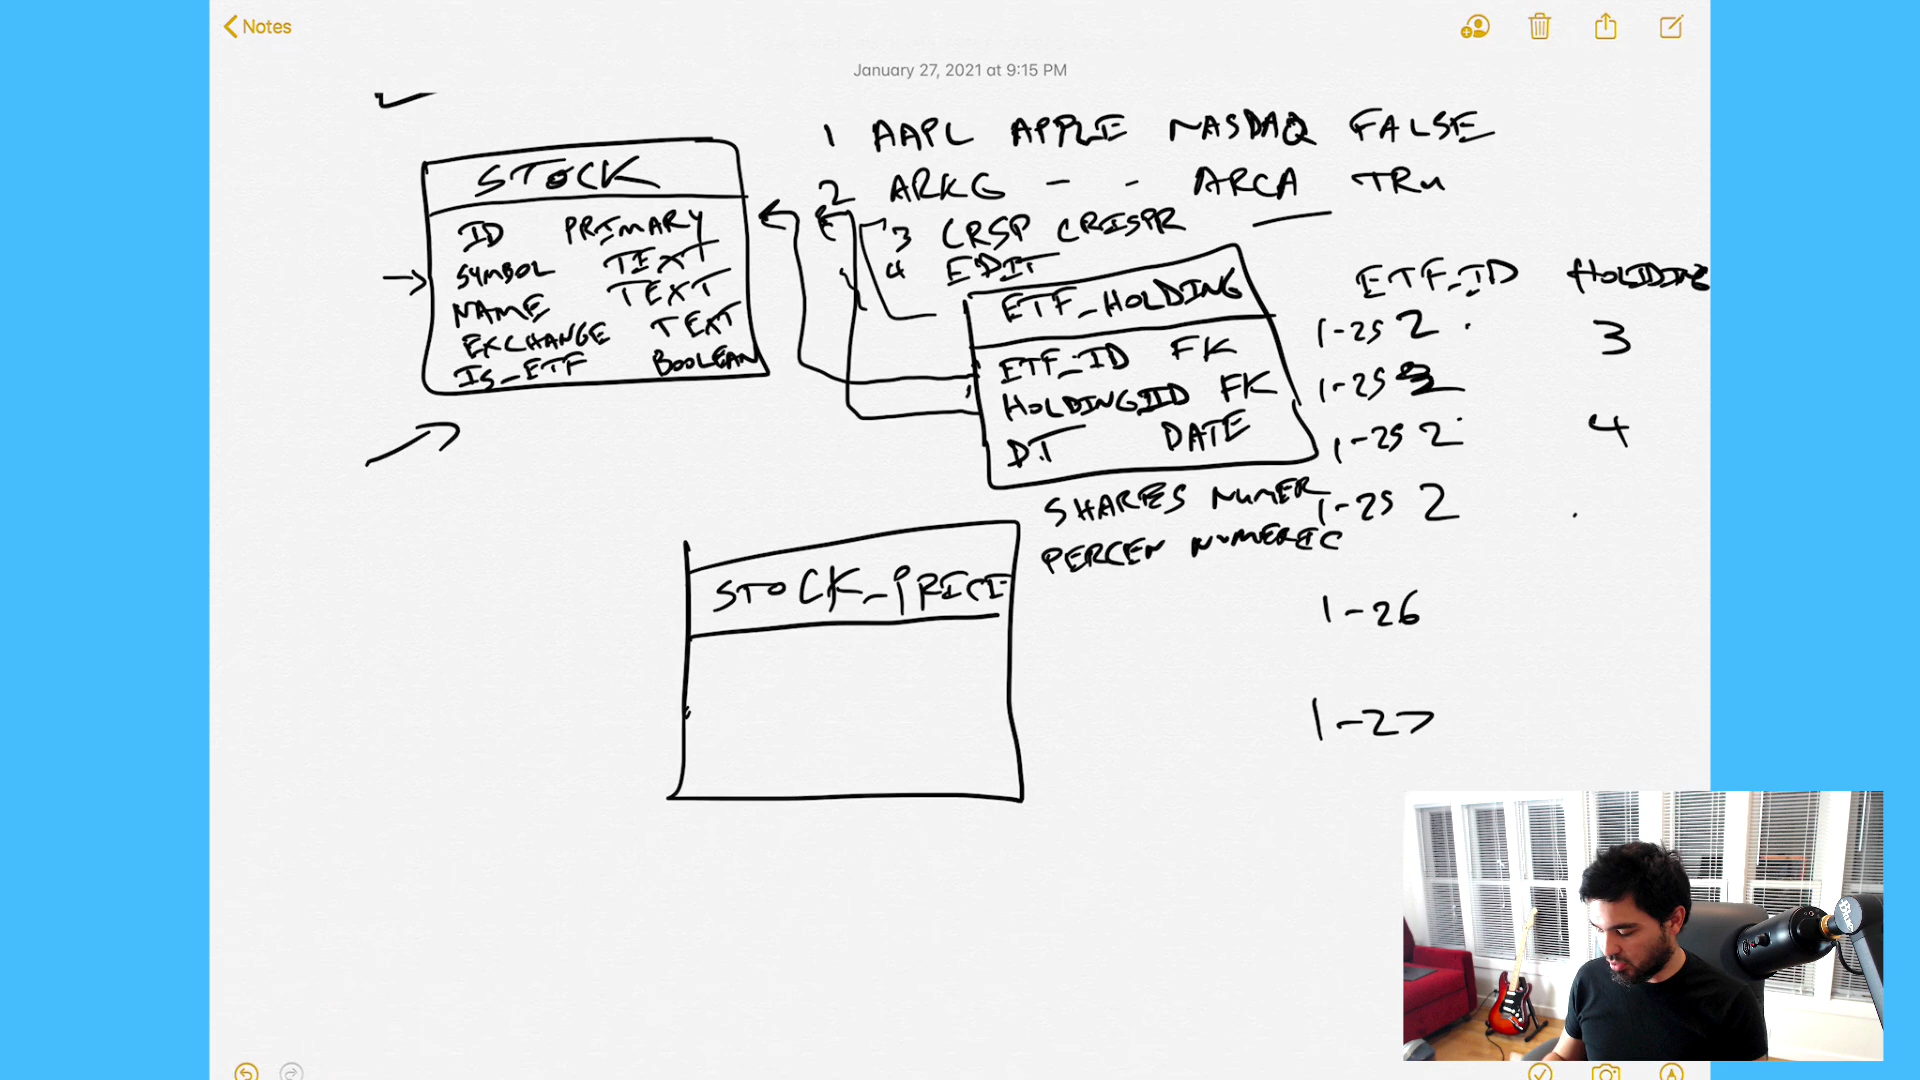 Notes
January 27, 2021 at 9:15 PM
1 AAPL APPLE NASDAQ FALSE
2 ARKG - - ARCA TRU
3 CRSP CRISPR
4 EDIT
STOCK
ID PRIMARY
SYMBOL TEXT
NAME TEXT
EXCHANGE TEXT
IS_ETF BOOLEAN
ETF_HOLDING
ETF_ID FK
HOLDING_ID FK
DT DATE
SHARES NUMER
PERCEN NUMERIC
ETF_ID HOLDING
1-25 2 3
1-25 2
1-25 2 4
1-25 2
1-26
1-27
STOCK_PRICE